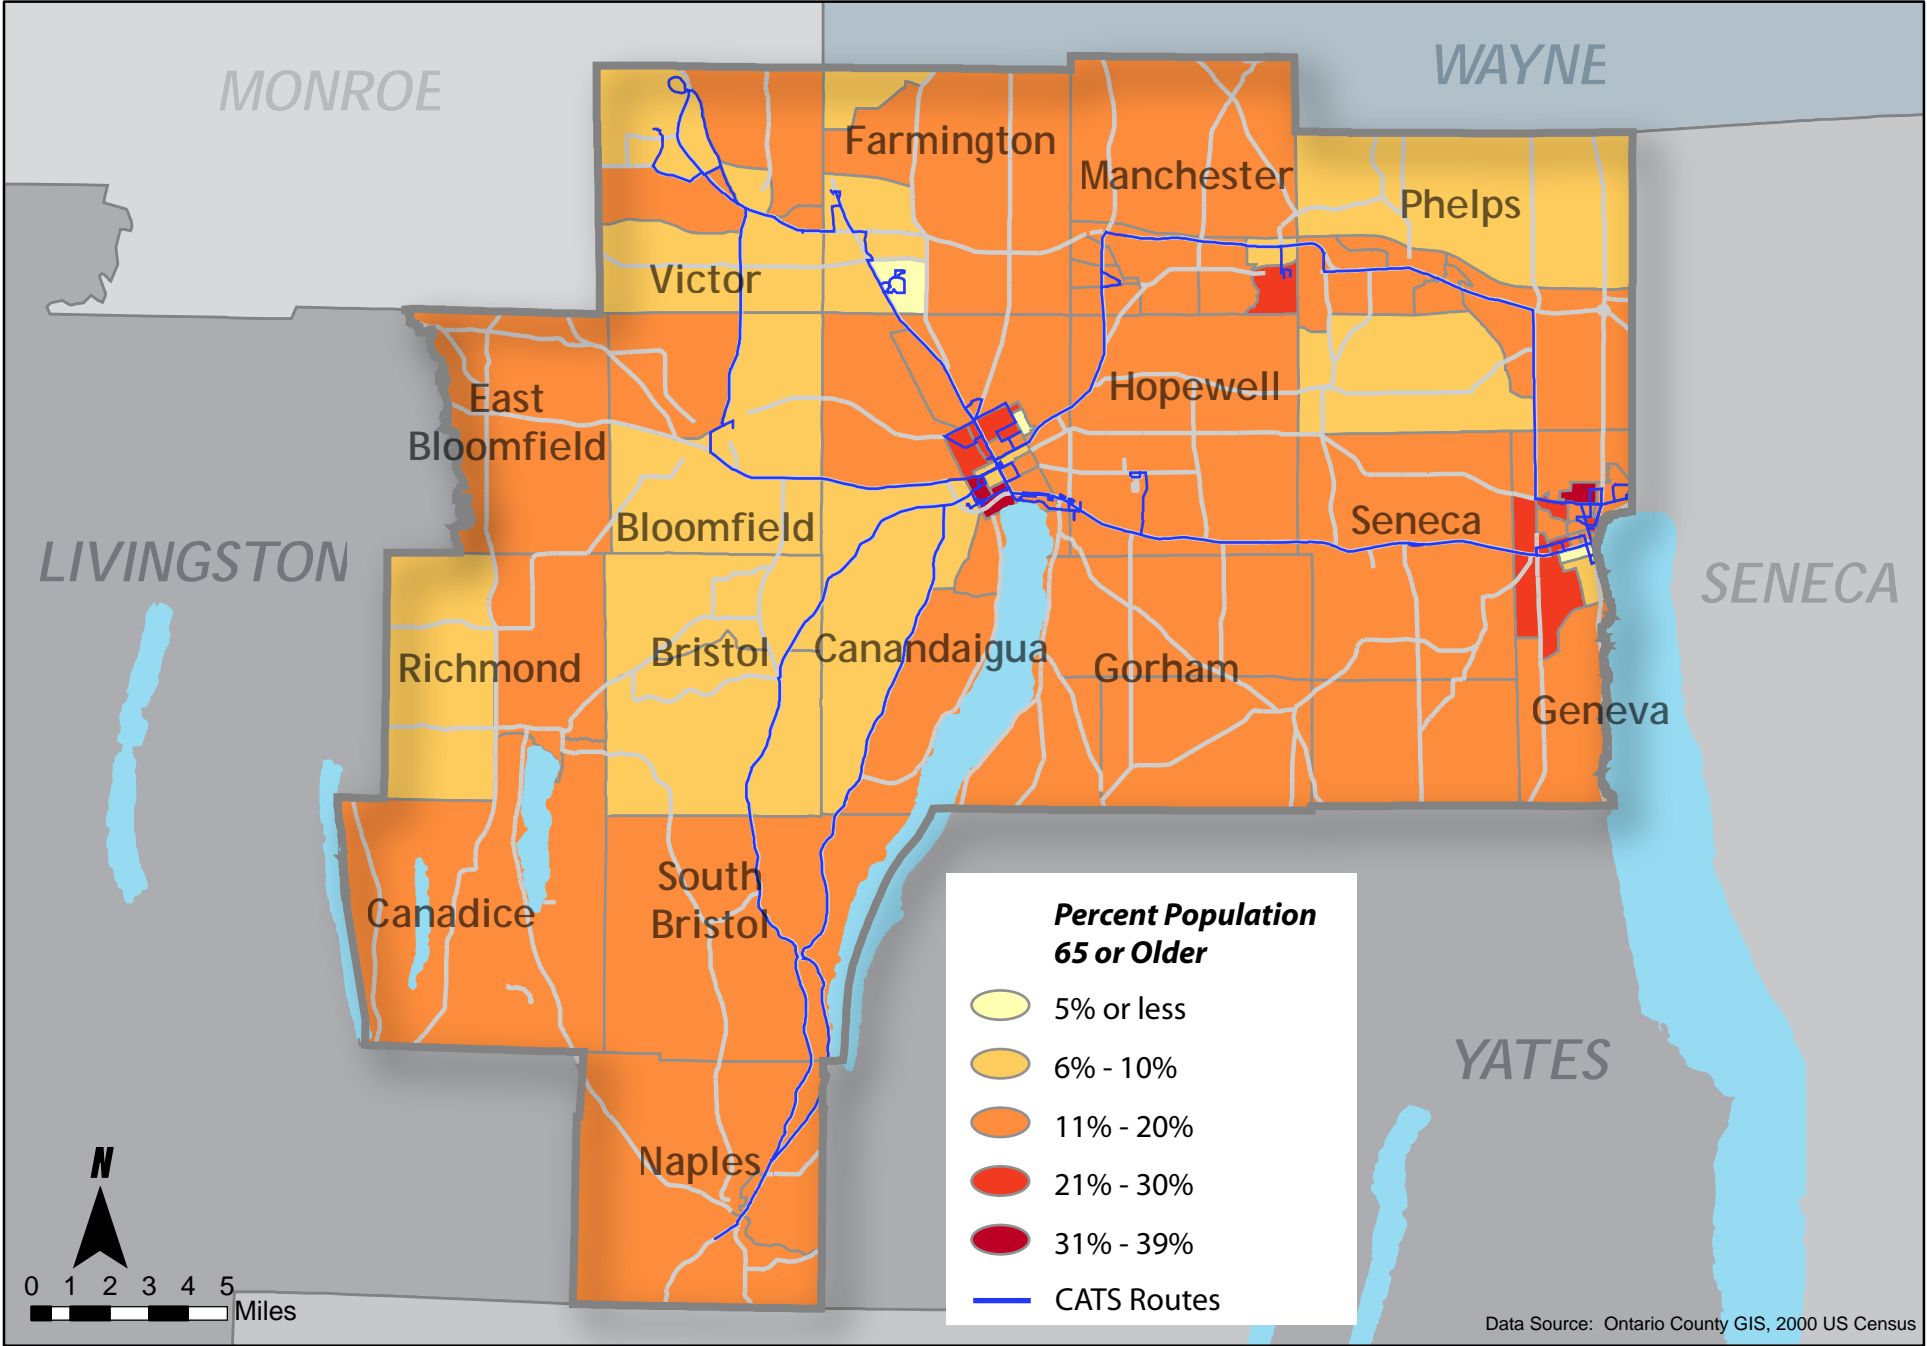 MONROE
WAYNE
Farmington
Manchester
Phelps
Victor
East
Bloomfield
Hopewell
Bloomfield
Seneca
LIVINGSTON
SENECA
Richmond
Bristol
Canandaigua
Gorham
Geneva
Canadice
South
Bristol
Naples
YATES
Percent Population
65 or Older
5% or less
6% - 10%
11% - 20%
21% - 30%
31% - 39%
CATS Routes
N
0 1 2 3 4 5
Miles
Data Source: Ontario County GIS, 2000 US Census